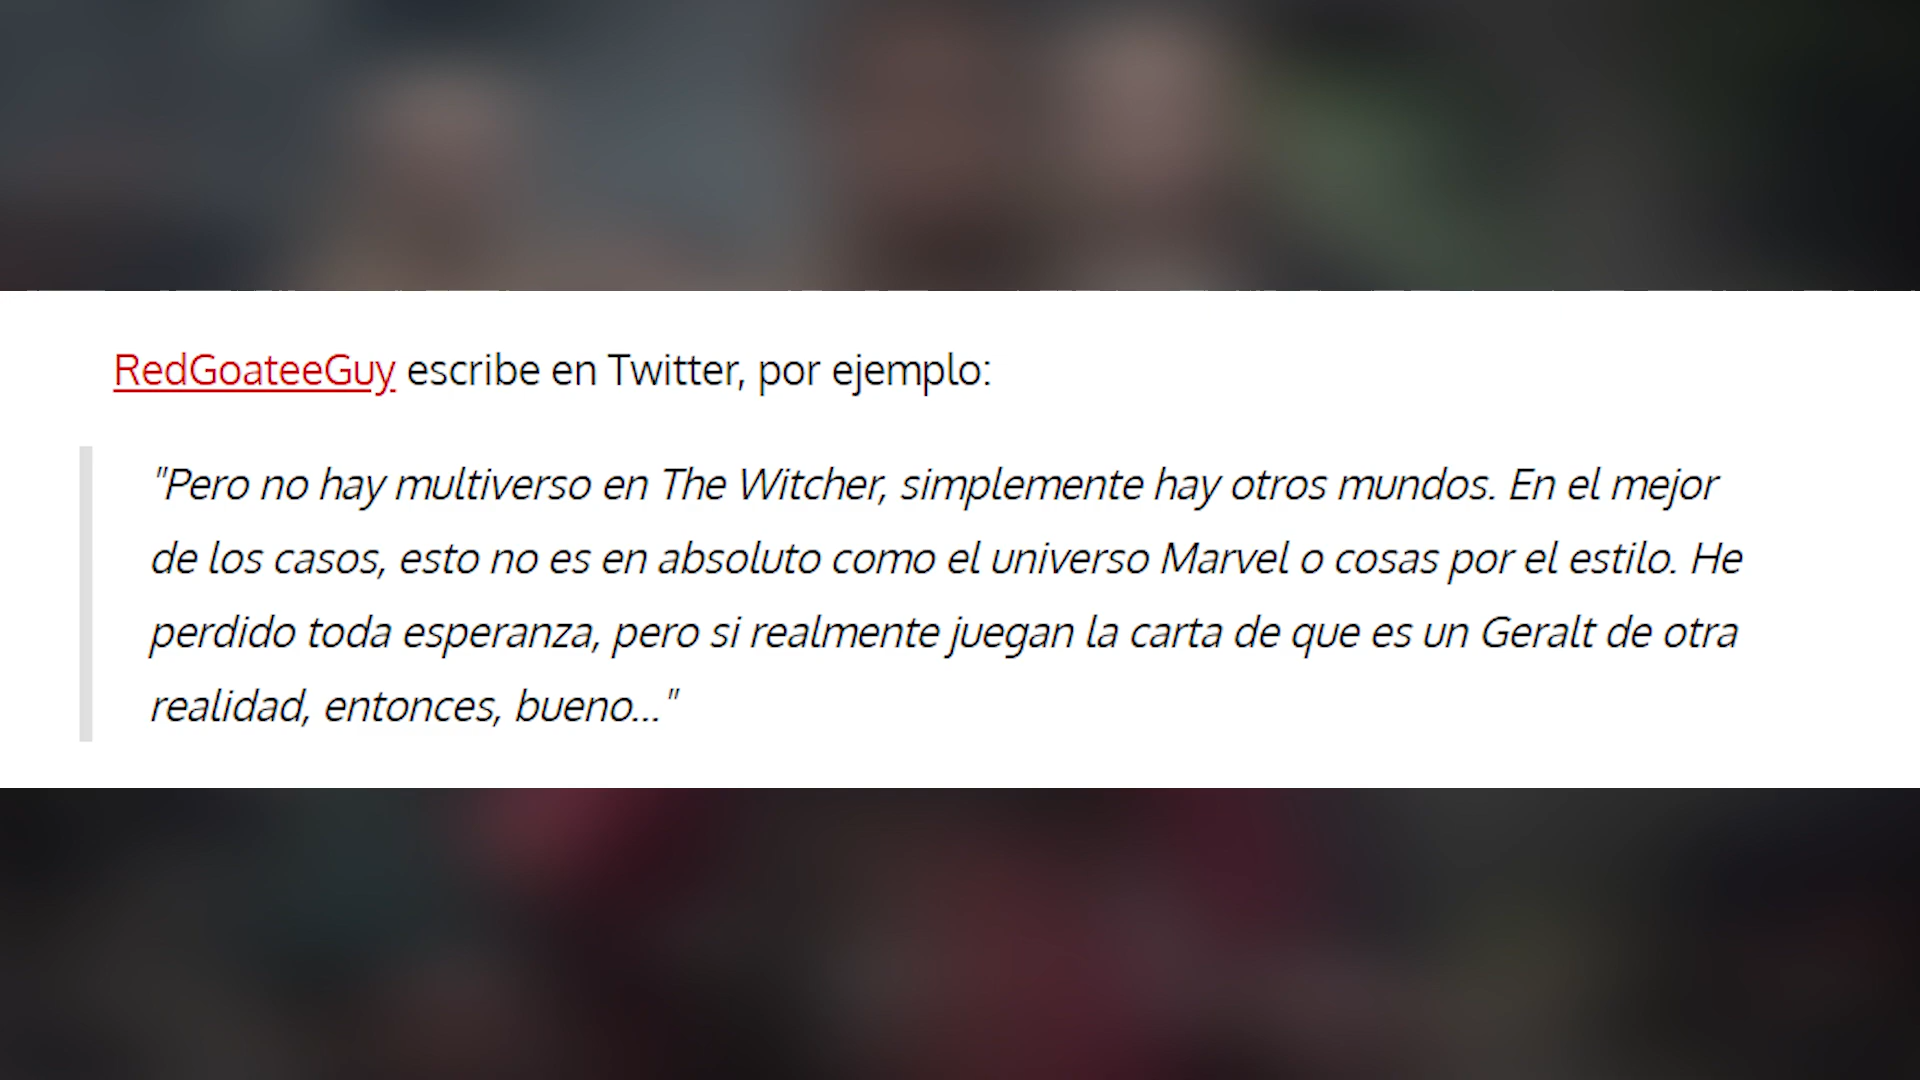 RedGoateeGuy escribe en Twitter, por ejemplo:
"Pero no hay multiverso en The Witcher, simplemente hay otros mundos. En el mejor
de los casos, esto no es en absoluto como el universo Marvel o cosas por el estilo. He
perdido toda esperanza, pero si realmente juegan la carta de que es un Geralt de otra
realidad, entonces, bueno..."